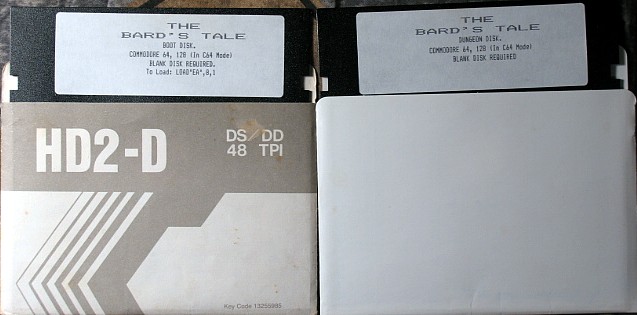 THE
BARD'S TALE
BOOT DISK.
COMMODORE 64, 128 (In C64 Mode)
BLANK DISK REQUIRED.
To Load: LOAD"EA",8,1
HD2-D
DS/DD
48 TPI
Key Code 13255985
THE
BARD'S TALE
DUNGEON DISK.
COMMODORE 64, 128 (In C64 Mode)
BLANK DISK REQUIRED